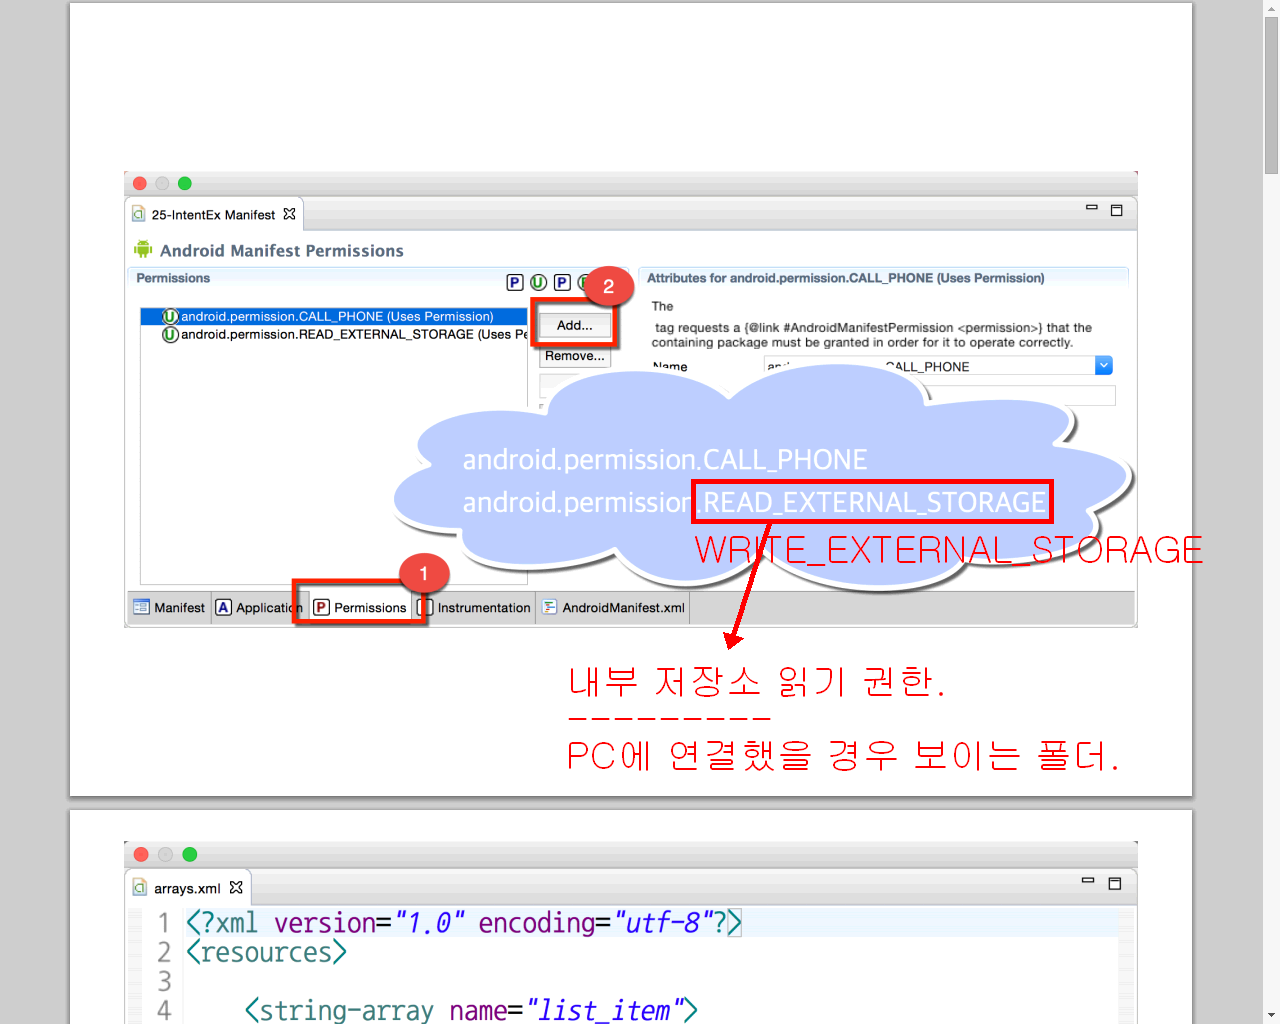 25-IntentEx Manifest
Android Manifest Permissions
Permissions
P U P
2
Attributes for android.permission.CALL_PHONE (Uses Permission)
U android.permission.CALL_PHONE (Uses Permission)
U android.permission.READ_EXTERNAL_STORAGE (Uses Pe
Add...
Remove...
The
tag requests a {@link #AndroidManifestPermission <permission>} that the
containing package must be granted in order for it to operate correctly.
Name
CALL_PHONE
android.permission.CALL_PHONE
android.permission.READ_EXTERNAL_STORAGE
WRITE_EXTERNAL_STORAGE
1
Manifest
A Application
P Permissions
Instrumentation
AndroidManifest.xml
내부 저장소 읽기 권한.
---------
PC에 연결했을 경우 보이는 폴더.
arrays.xml
1 <?xml version="1.0" encoding="utf-8"?>
2 <resources>
3
4 <string-array name="list_item">